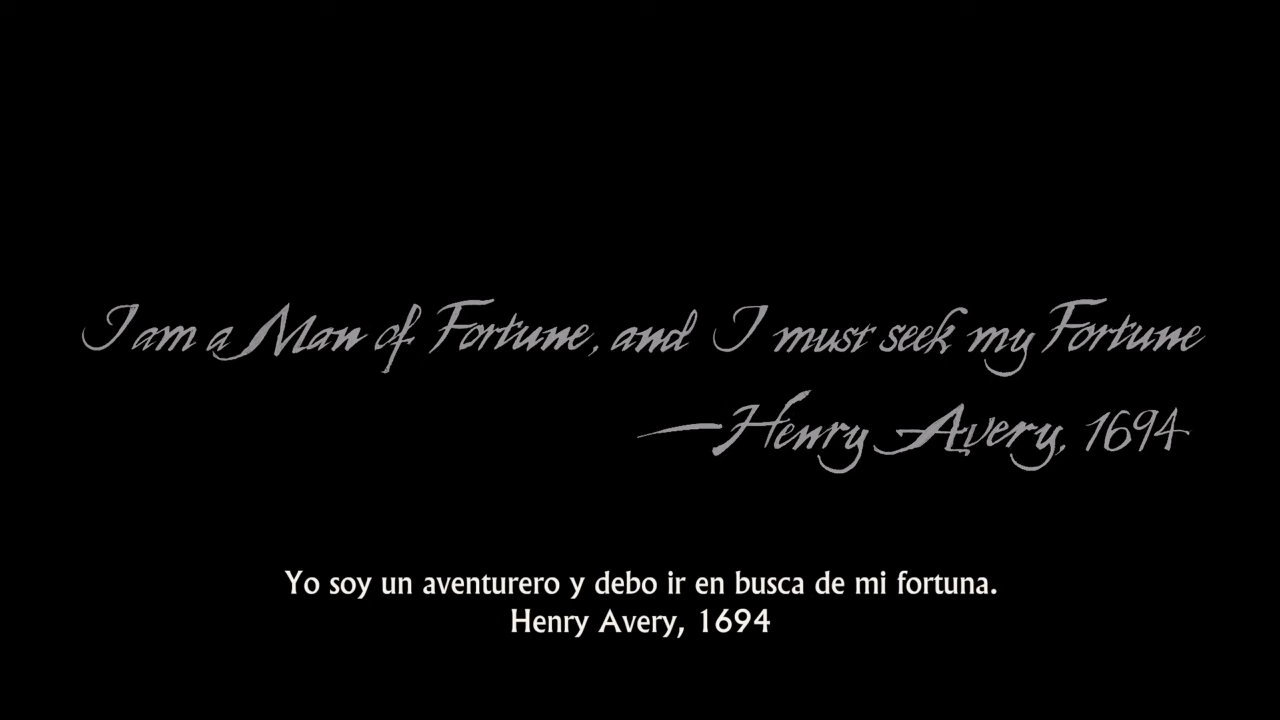 I am a Man of Fortune, and I must seek my Fortune
—Henry Avery, 1694
Yo soy un aventurero y debo ir en busca de mi fortuna.
Henry Avery, 1694